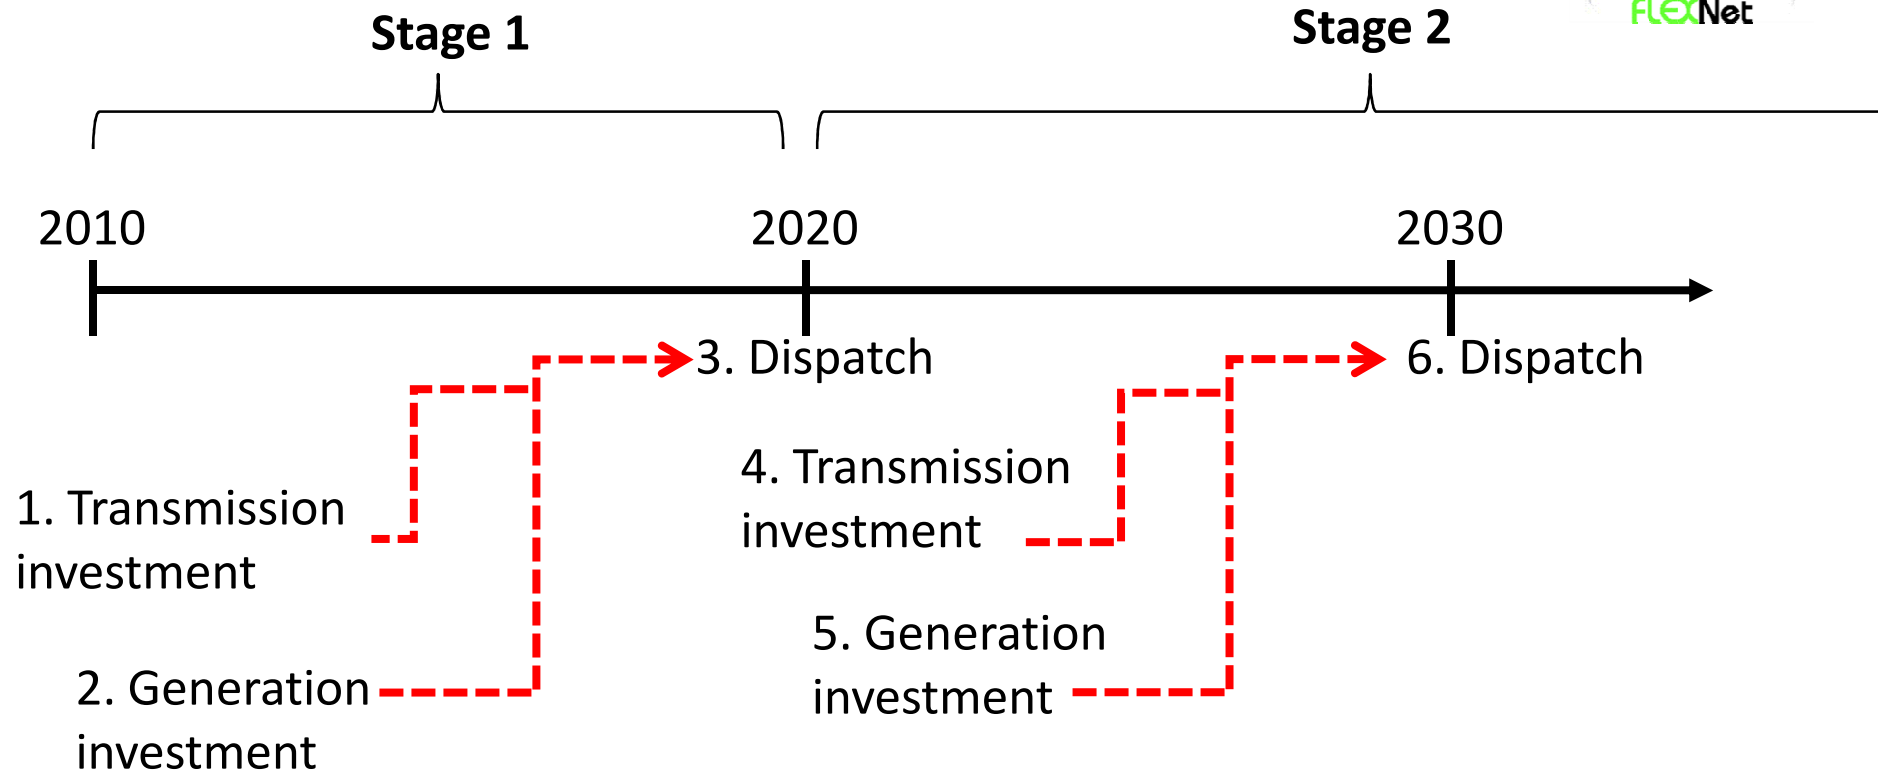 Stage 1
Stage 2
FLEXNet
2010
2020
2030
3. Dispatch
6. Dispatch
1. Transmission
investment
4. Transmission
investment
2. Generation
investment
5. Generation
investment